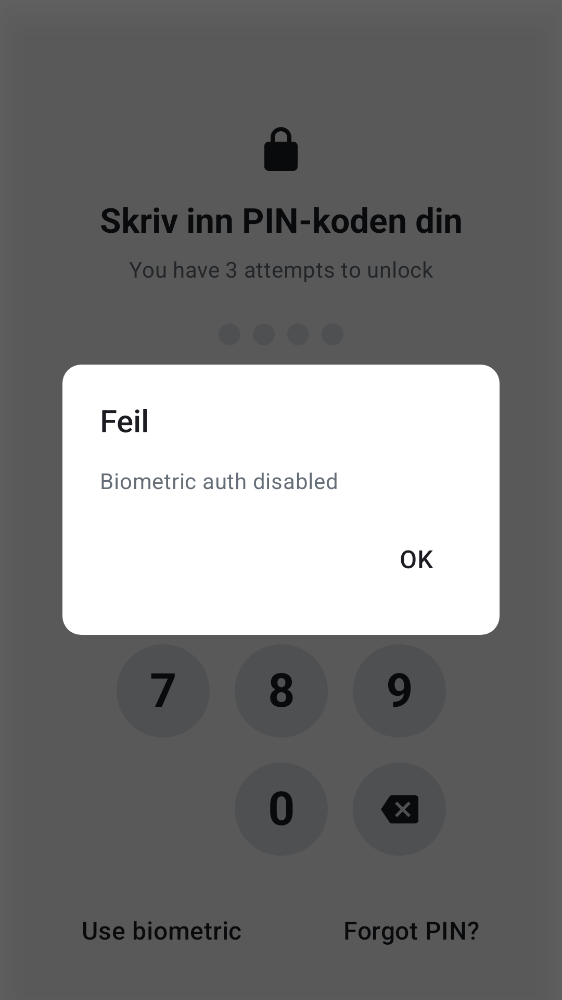 Skriv inn PIN-koden din
You have 3 attempts to unlock
Feil
Biometric auth disabled
OK
7 8 9
0
Use biometric Forgot PIN?